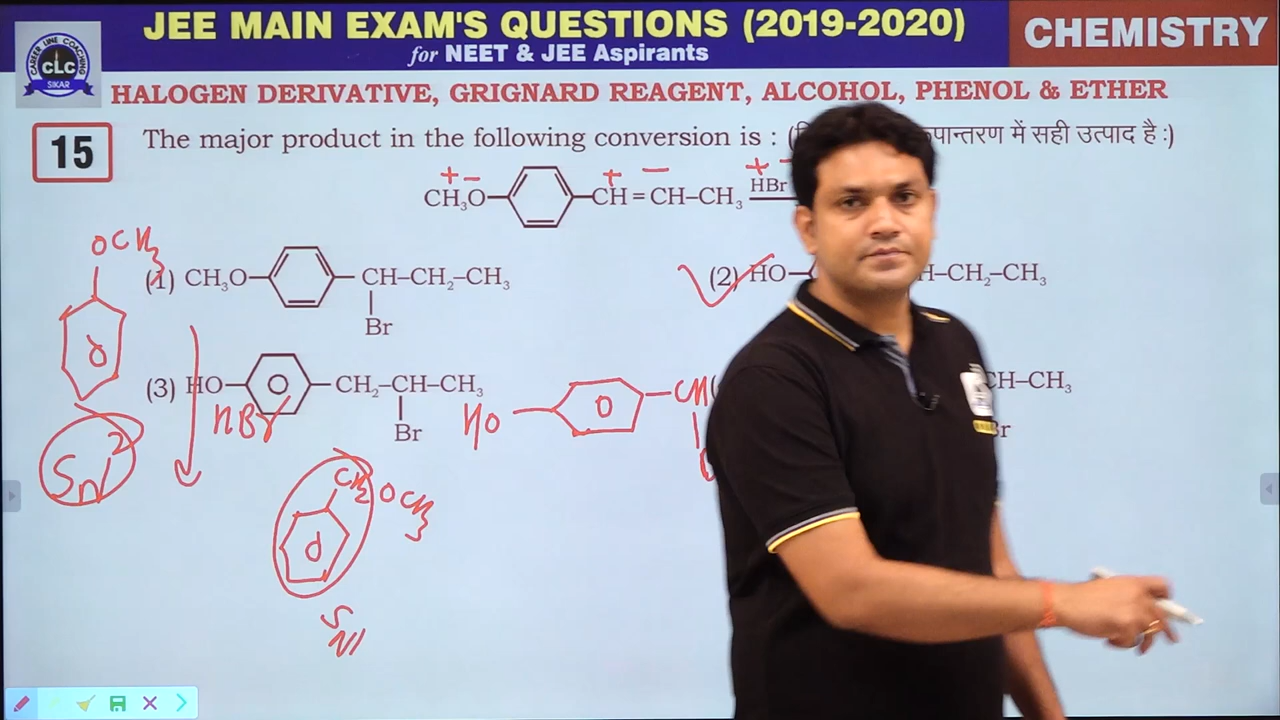 JEE MAIN EXAM'S QUESTIONS (2019-2020)
for NEET & JEE Aspirants
CHEMISTRY
CAREER LINE COACHING
CLC
SIKAR
HALOGEN DERIVATIVE, GRIGNARD REAGENT, ALCOHOL, PHENOL & ETHER
15
The major product in the following conversion is : (
में सही उत्पाद है :)
+ − + − +
CH₃O– –CH=CH–CH₃ HBr
OCH₃
(1) CH₃O– –CH–CH₂–CH₃
Br
(2) HO– H–CH₂–CH₃
(3) HO– –CH₂–CH–CH₃
Br
CH–CH₃
HBr
HO
CH
SN²
CH₂OCH₃
SN1